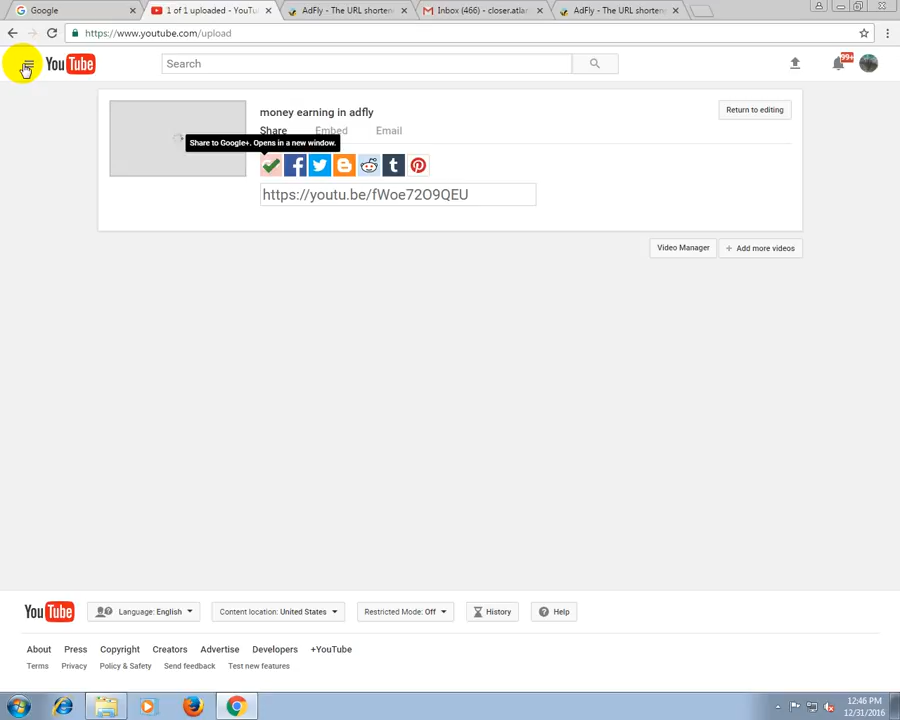 Google
1 of 1 uploaded - YouTu
AdFly - The URL shorten
Inbox (466) - closer.atlar
AdFly - The URL shorten
https://www.youtube.com/upload
YouTube
Search
99+
money earning in adfly
Return to editing
Share Embed Email
Share to Google+. Opens in a new window.
https://youtu.be/fWoe72O9QEU
Video Manager
+ Add more videos
YouTube
Language: English
Content location: United States
Restricted Mode: Off
History
Help
About Press Copyright Creators Advertise Developers +YouTube
Terms Privacy Policy & Safety Send feedback Test new features
12:46 PM
12/31/2016